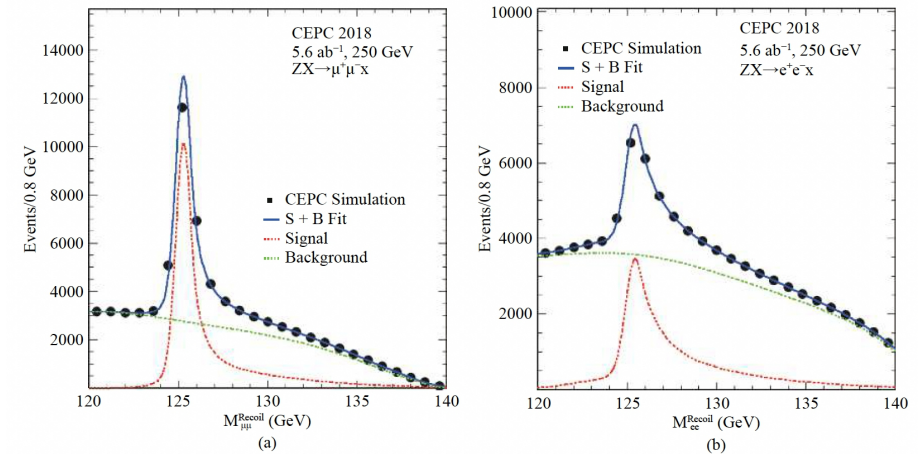 14000
12000
10000
8000
6000
4000
2000
Events/0.8 GeV
CEPC 2018
5.6 ab⁻¹, 250 GeV
ZX→μ⁺μ⁻x
CEPC Simulation
S + B Fit
Signal
Background
120 125 130 135 140
M^Recoil_μμ (GeV)
(a)
10000
8000
6000
4000
2000
Events/0.8 GeV
CEPC 2018
5.6 ab⁻¹, 250 GeV
ZX→e⁺e⁻x
CEPC Simulation
S + B Fit
Signal
Background
120 125 130 135 140
M^Recoil_ee (GeV)
(b)